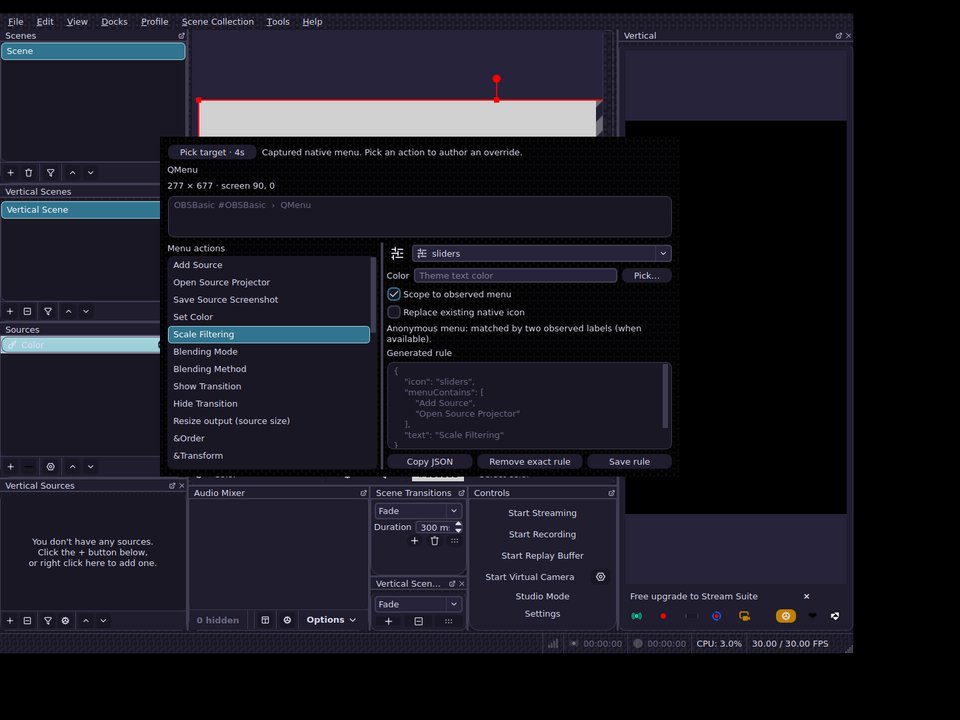 File Edit View Docks Profile Scene Collection Tools Help
Scenes
Scene
Vertical Scenes
Vertical Scene
Sources
Color
Vertical Sources
You don't have any sources.
Click the + button below,
or right click here to add one.
Pick target · 4s Captured native menu. Pick an action to author an override.
QMenu
277 × 677 · screen 90, 0
OBSBasic #OBSBasic › QMenu
Menu actions
Add Source
Open Source Projector
Save Source Screenshot
Set Color
Scale Filtering
Blending Mode
Blending Method
Show Transition
Hide Transition
Resize output (source size)
&Order
&Transform
sliders
Color Theme text color Pick...
Scope to observed menu
Replace existing native icon
Anonymous menu: matched by two observed labels (when
available).
Generated rule
{
"icon": "sliders",
"menuContains": [
"Add Source",
"Open Source Projector"
],
"text": "Scale Filtering"
}
Copy JSON Remove exact rule Save rule
Audio Mixer
0 hidden Options
Scene Transitions
Fade
Duration 300 m
Vertical Scen...
Fade
Controls
Start Streaming
Start Recording
Start Replay Buffer
Start Virtual Camera
Studio Mode
Settings
Vertical
Free upgrade to Stream Suite
00:00:00 00:00:00 CPU: 3.0% 30.00 / 30.00 FPS